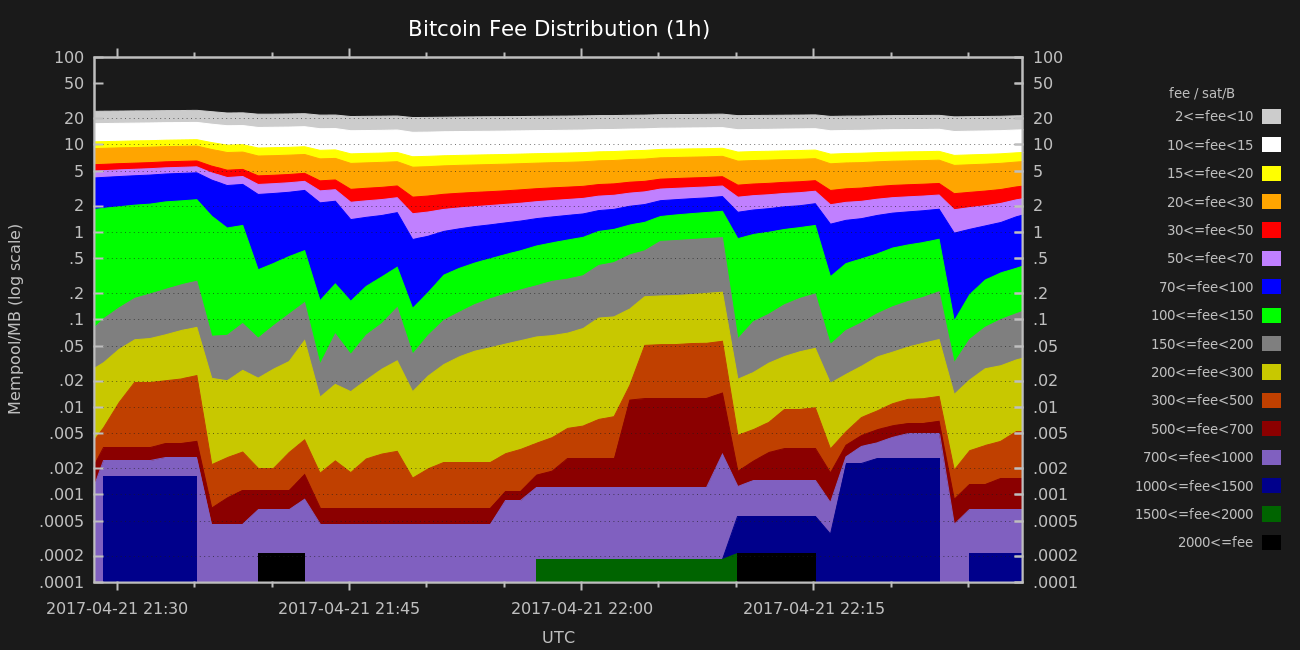 Bitcoin Fee Distribution (1h)
100 100
50 50
20 20
10 10
5 5
2 2
1 1
.5 .5
.2 .2
.1 .1
.05 .05
.02 .02
.01 .01
.005 .005
.002 .002
.001 .001
.0005 .0005
.0002 .0002
.0001 .0001
Mempool/MB (log scale)
2017-04-21 21:30 2017-04-21 21:45 2017-04-21 22:00 2017-04-21 22:15
UTC
fee / sat/B
2<=fee<10
10<=fee<15
15<=fee<20
20<=fee<30
30<=fee<50
50<=fee<70
70<=fee<100
100<=fee<150
150<=fee<200
200<=fee<300
300<=fee<500
500<=fee<700
700<=fee<1000
1000<=fee<1500
1500<=fee<2000
2000<=fee